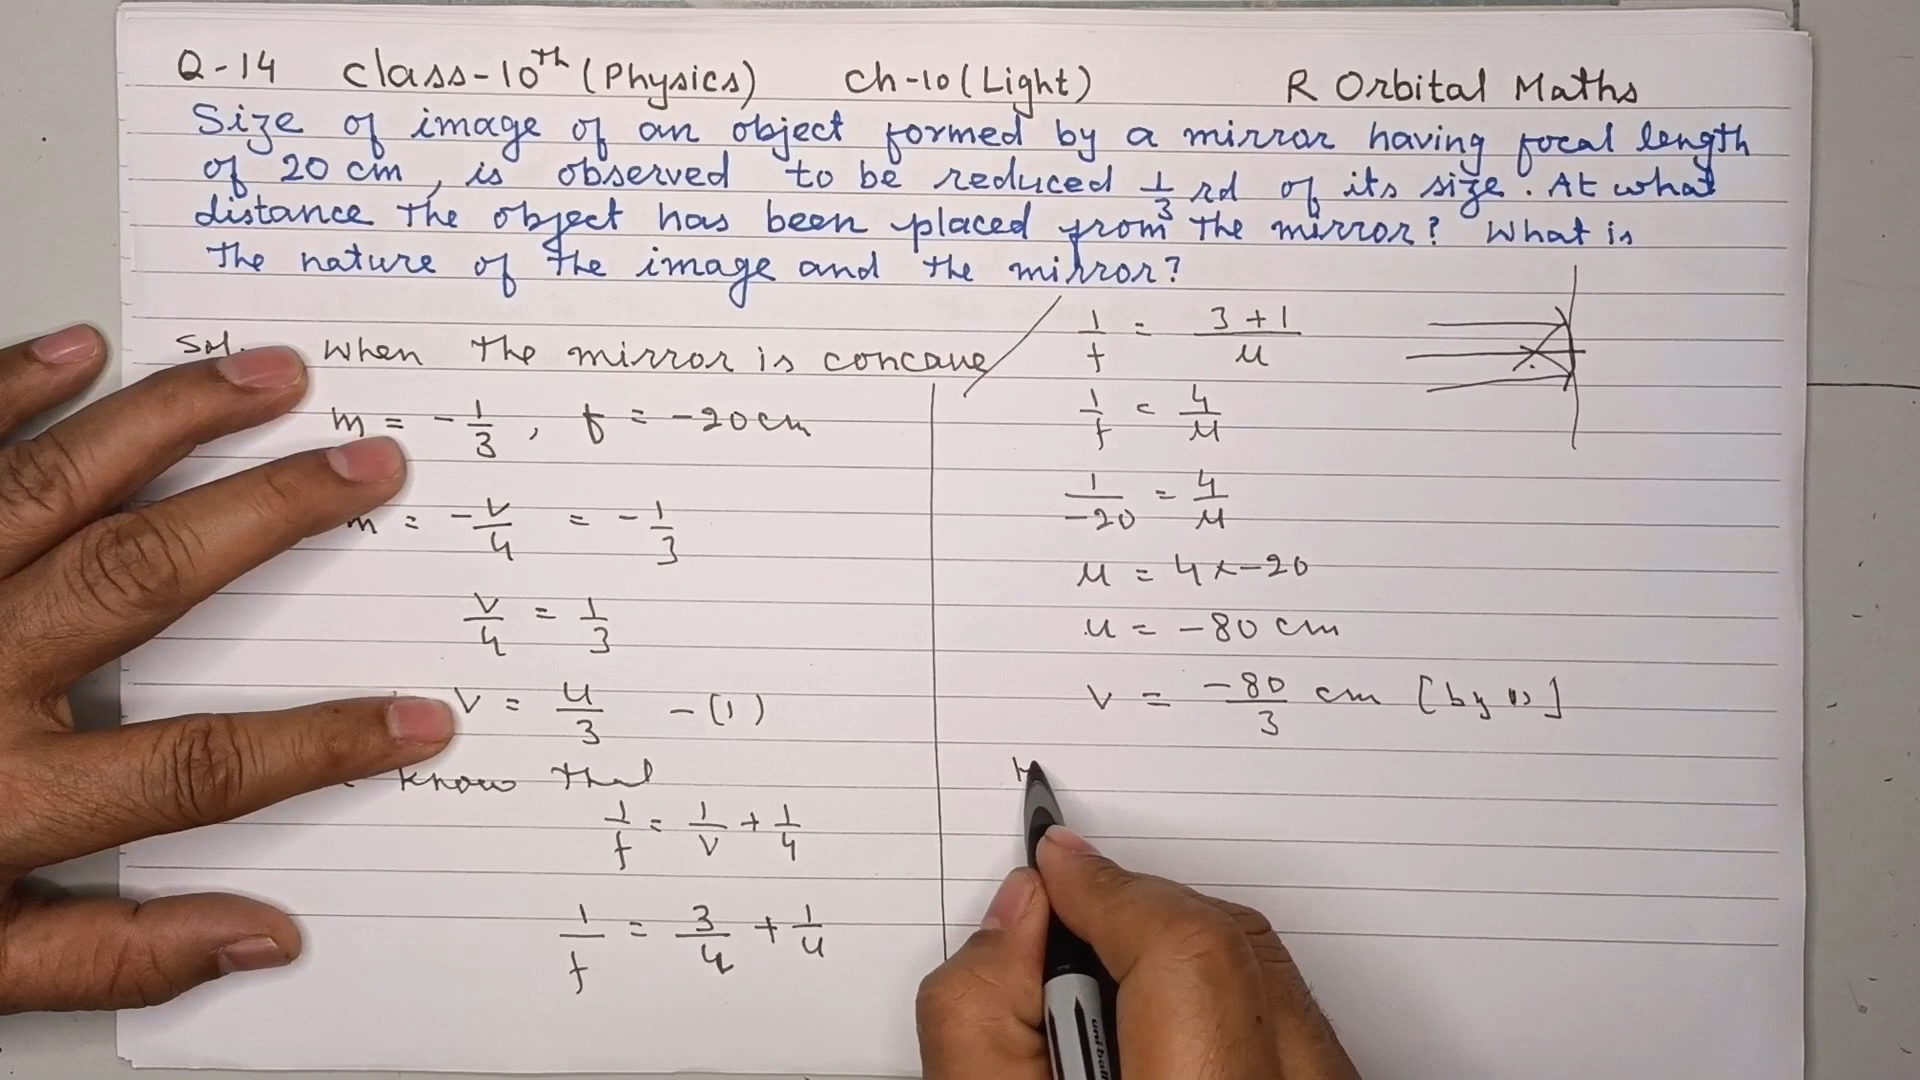 Q-14 Class-10th (Physics) Ch-10 (Light) R Orbital Maths
Size of image of an object formed by a mirror having focal length
of 20 cm, is observed to be reduced 1/3 rd of its size. At what
distance the object has been placed from the mirror? What is
the nature of the image and the mirror?
Sol. When the mirror is concave
m = -1/3, f = -20cm
m = -v/u = -1/3
v/u = 1/3
v = u/3 -(1)
know that
1/f = 1/v + 1/u
1/f = 3/u + 1/u
1/f = 3+1/u
1/f = 4/u
1/-20 = 4/u
u = 4x-20
u = -80 cm
v = -80/3 cm [by (1)]